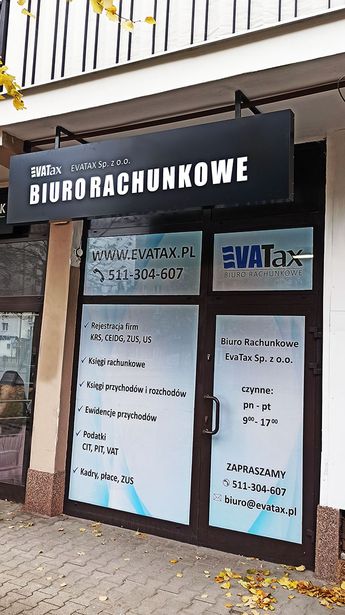 EVATax EVATAX Sp. z o.o.
BIURO RACHUNKOWE
K
WWW.EVATAX.PL
511-304-607
EVATax
BIURO RACHUNKOWE
✓ Rejestracja firm
KRS, CEIDG, ZUS, US
✓ Księgi rachunkowe
✓ Księgi przychodów i rozchodów
✓ Ewidencje przychodów
✓ Podatki
CIT, PIT, VAT
✓ Kadry, płace, ZUS
Biuro Rachunkowe
EvaTax Sp. z o.o.
czynne:
pn - pt
9⁰⁰- 17⁰⁰
ZAPRASZAMY
511-304-607
biuro@evatax.pl